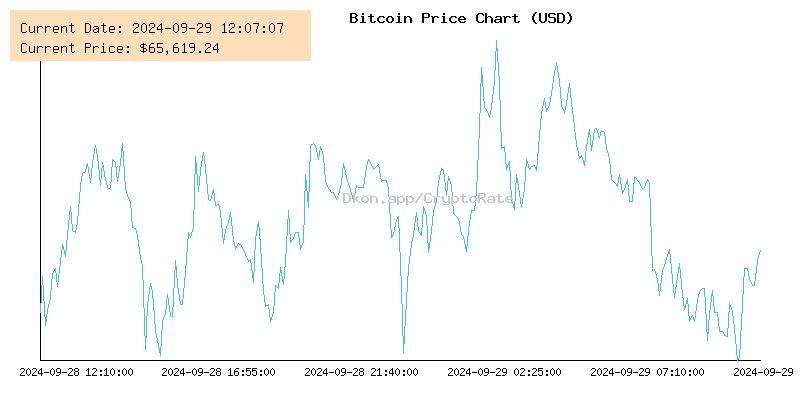 Bitcoin Price Chart (USD)
Current Date: 2024-09-29 12:07:07
Current Price: $65,619.24
Dkon.app/CryptoRate
2024-09-28 12:10:00 2024-09-28 16:55:00 2024-09-28 21:40:00 2024-09-29 02:25:00 2024-09-29 07:10:00 2024-09-29